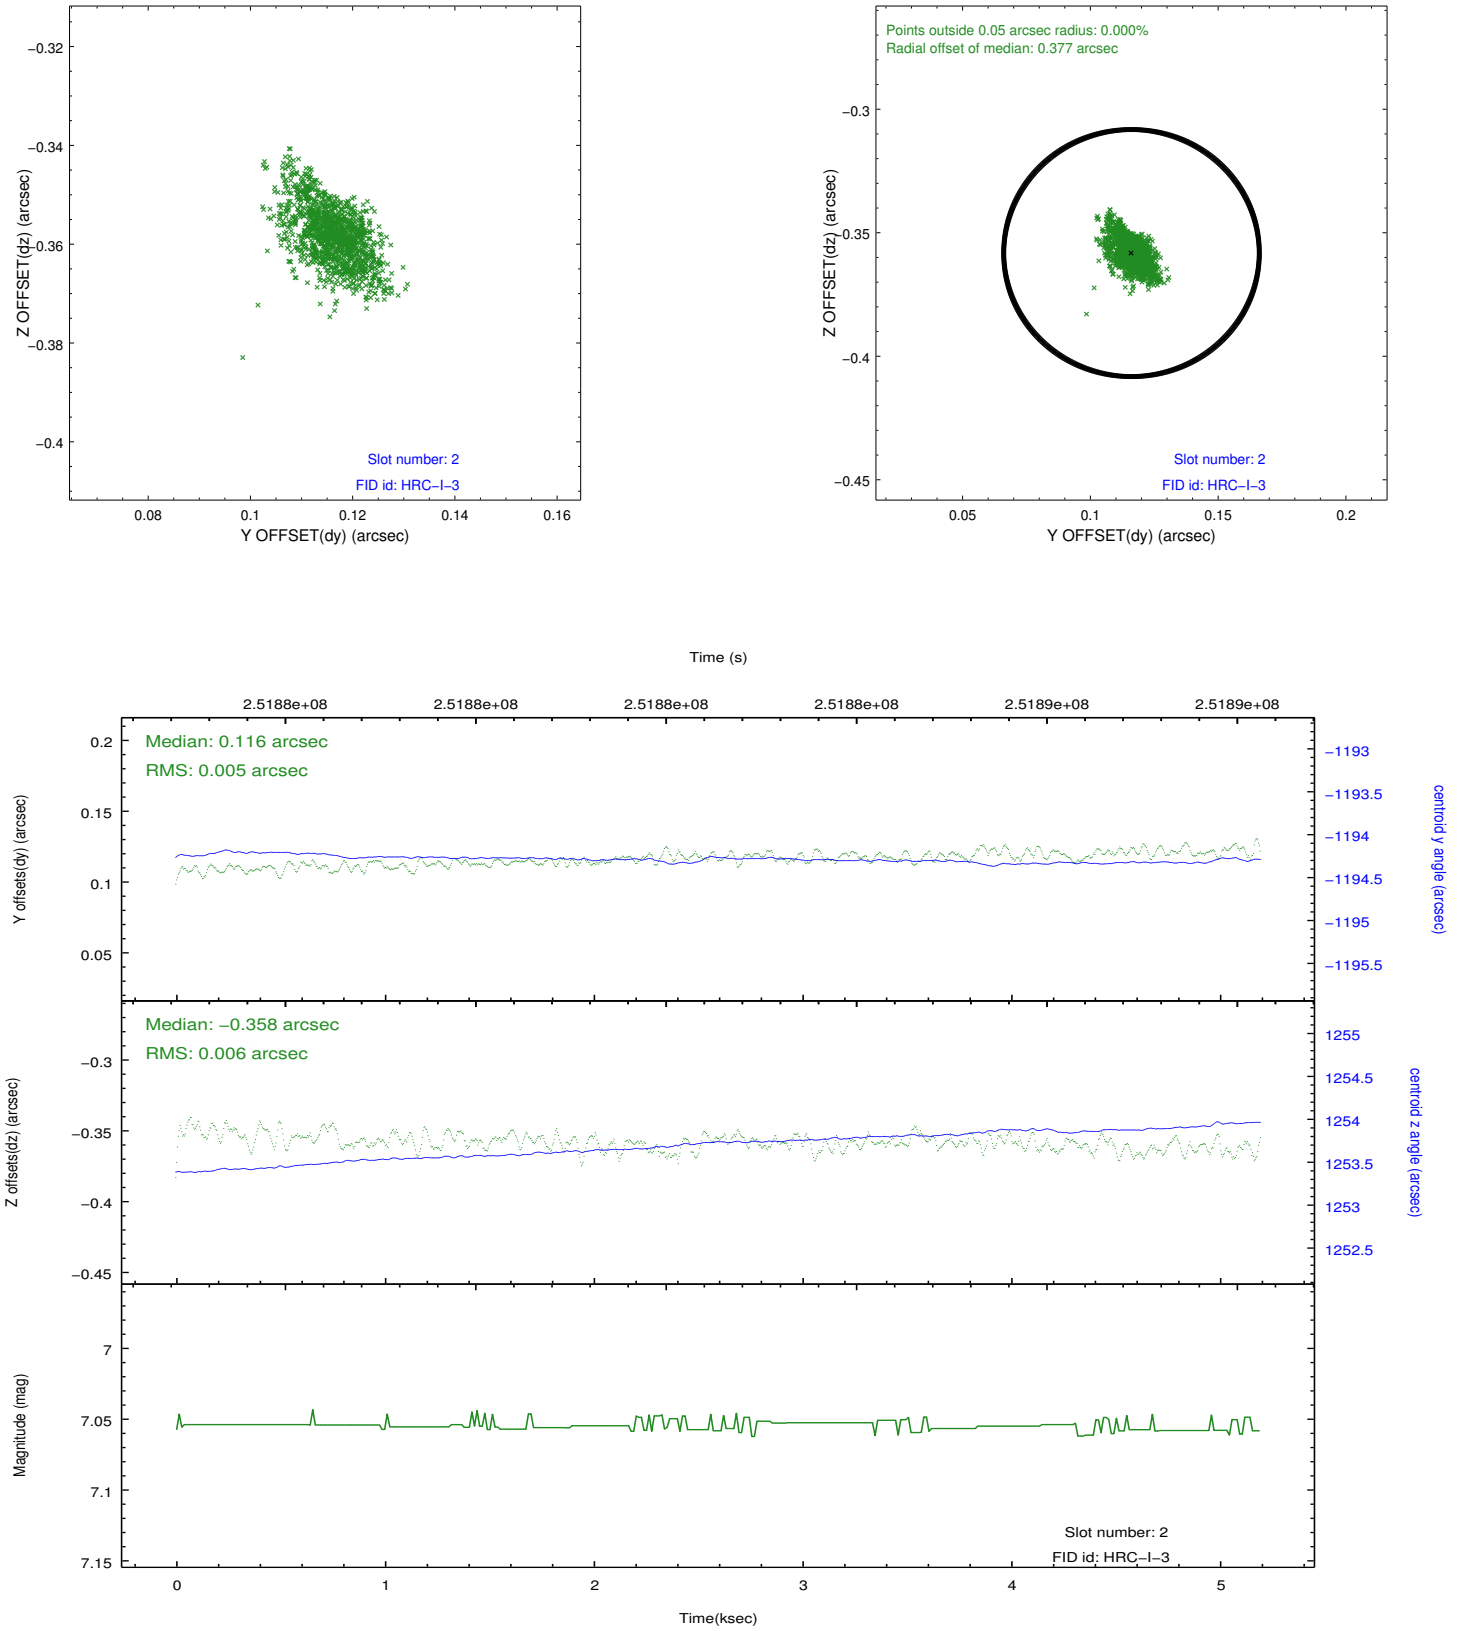 −0.32
−0.34
−0.36
−0.38
−0.4
Z OFFSET(dz) (arcsec)
Slot number: 2
FID id: HRC−I−3
0.08 0.1 0.12 0.14 0.16
Y OFFSET(dy) (arcsec)
Points outside 0.05 arcsec radius: 0.000%
Radial offset of median: 0.377 arcsec
−0.3
−0.35
−0.4
−0.45
Z OFFSET(dz) (arcsec)
Slot number: 2
FID id: HRC−I−3
0.05 0.1 0.15 0.2
Y OFFSET(dy) (arcsec)
Time (s)
2.5188e+08 2.5188e+08 2.5188e+08 2.5188e+08 2.5189e+08 2.5189e+08
Median: 0.116 arcsec
RMS: 0.005 arcsec
0.2
0.15
0.1
0.05
Y offsets(dy) (arcsec)
−1193
−1193.5
−1194
−1194.5
−1195
−1195.5
centroid y angle (arcsec)
Median: −0.358 arcsec
RMS: 0.006 arcsec
−0.3
−0.35
−0.4
−0.45
Z offsets(dz) (arcsec)
1255
1254.5
1254
1253.5
1253
1252.5
centroid z angle (arcsec)
7
7.05
7.1
7.15
Magnitude (mag)
Slot number: 2
FID id: HRC−I−3
0 1 2 3 4 5
Time(ksec)